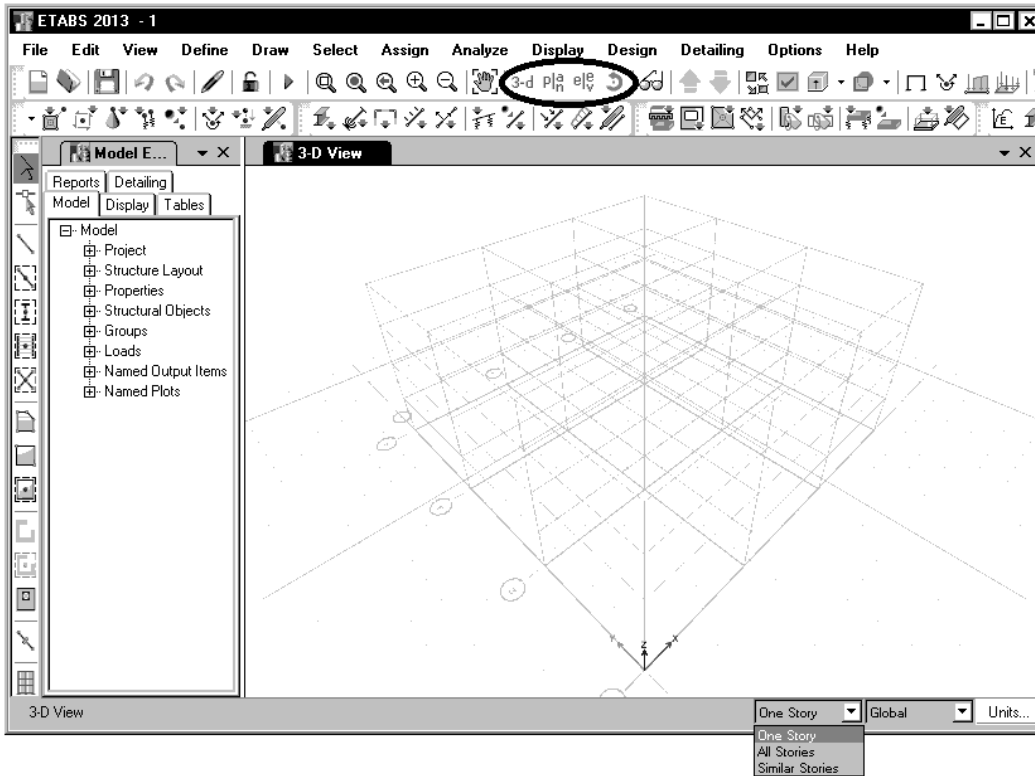 ETABS 2013 - 1
File Edit View Define Draw Select Assign Analyze Display Design Detailing Options Help
3-d plan elev
Model E...
3-D View
Reports Detailing
Model Display Tables
Model
Project
Structure Layout
Properties
Structural Objects
Groups
Loads
Named Output Items
Named Plots
Y Z X
3-D View One Story Global Units...
One Story
All Stories
Similar Stories